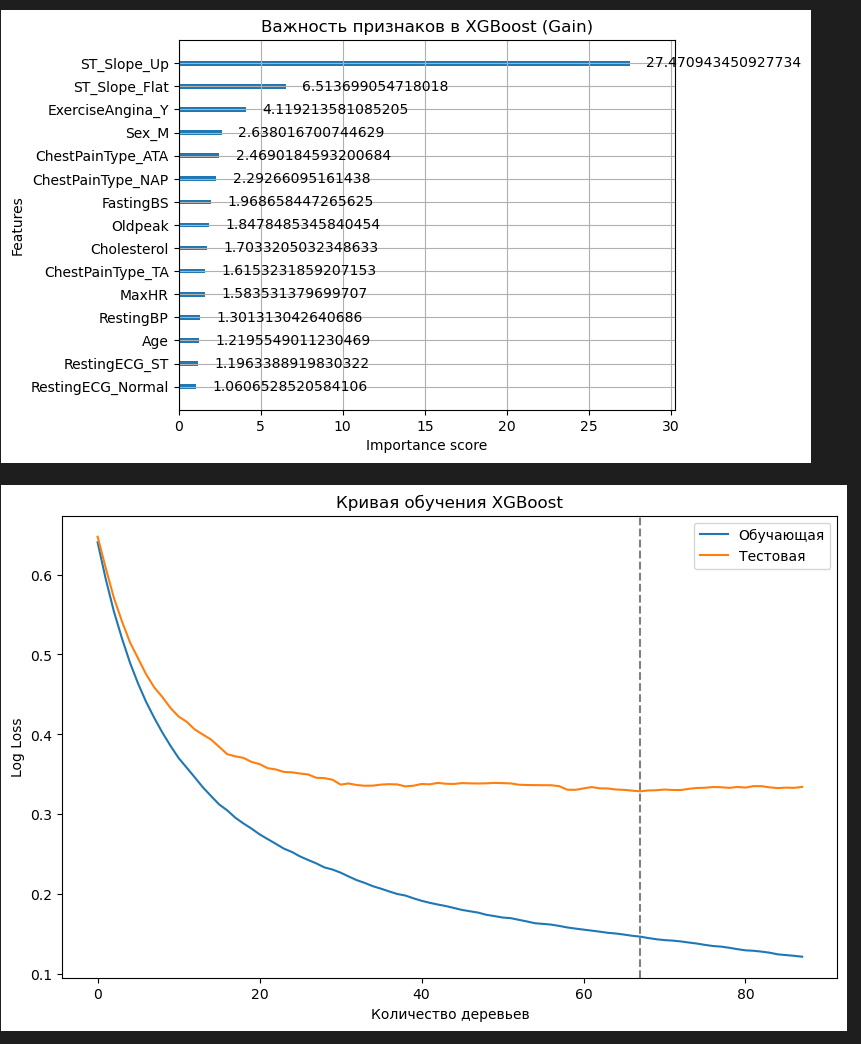 Важность признаков в XGBoost (Gain)
Features
ST_Slope_Up 27.470943450927734
ST_Slope_Flat 6.513699054718018
ExerciseAngina_Y 4.119213581085205
Sex_M 2.638016700744629
ChestPainType_ATA 2.4690184593200684
ChestPainType_NAP 2.29266095161438
FastingBS 1.968658447265625
Oldpeak 1.8478485345840454
Cholesterol 1.7033205032348633
ChestPainType_TA 1.6153231859207153
MaxHR 1.583531379699707
RestingBP 1.301313042640686
Age 1.2195549011230469
RestingECG_ST 1.1963388919830322
RestingECG_Normal 1.0606528520584106
0 5 10 15 20 25 30
Importance score
Кривая обучения XGBoost
Обучающая
Тестовая
Log Loss
0.6
0.5
0.4
0.3
0.2
0.1
0 20 40 60 80
Количество деревьев